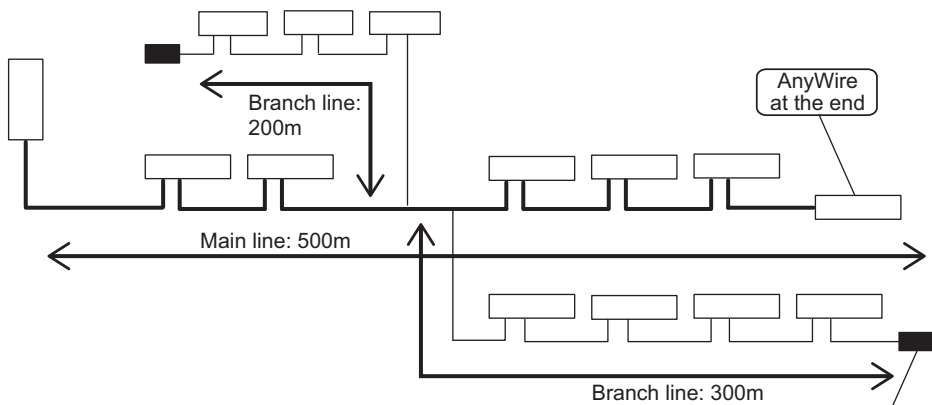 Branch line:
200m
AnyWire
at the end
Main line: 500m
Branch line: 300m